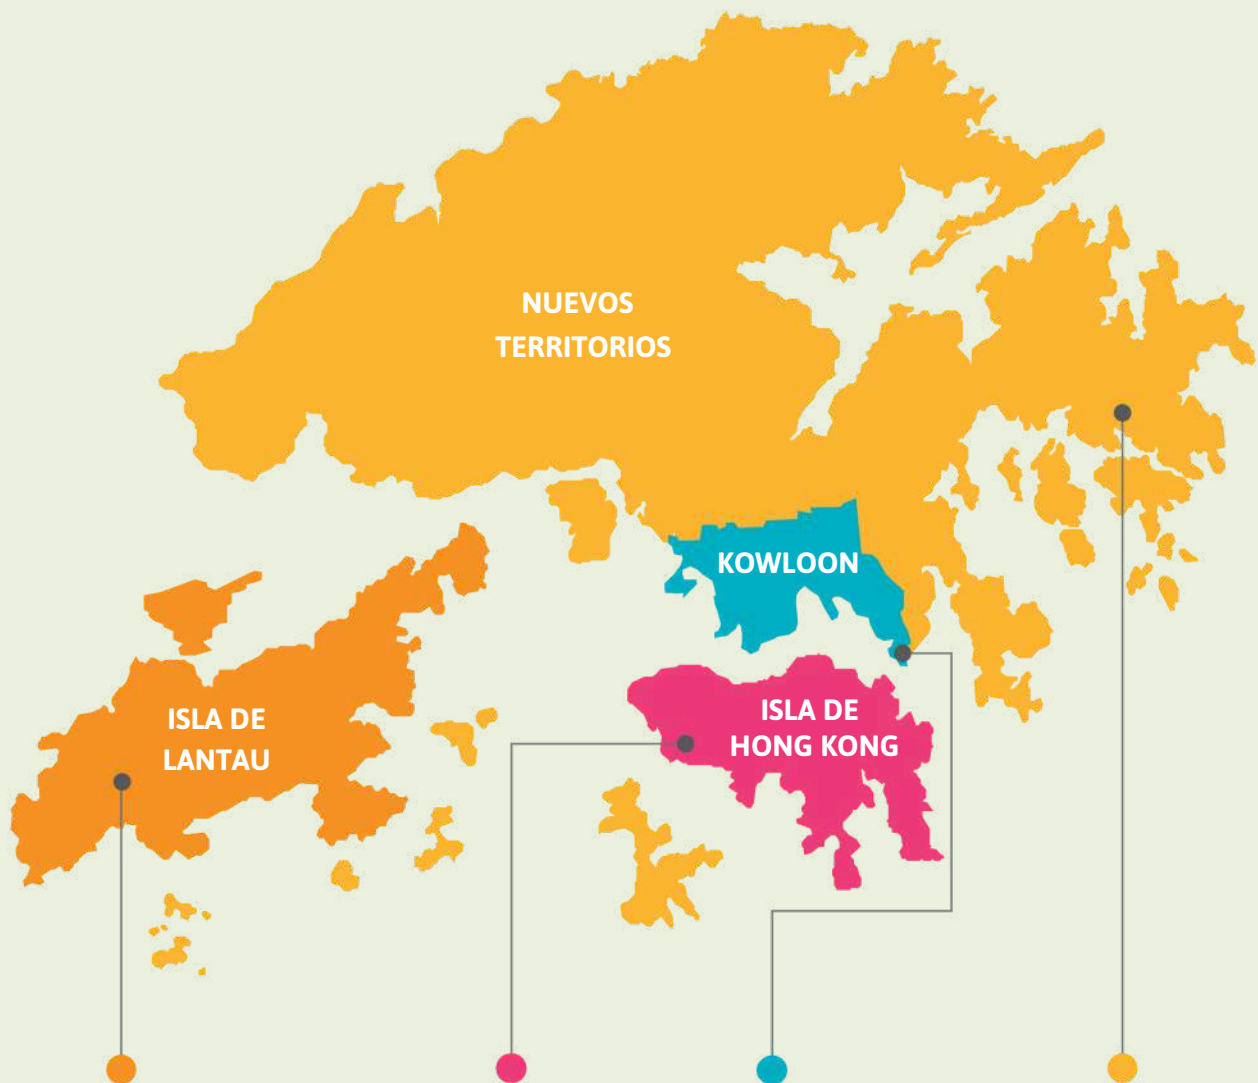 NUEVOS
TERRITORIOS
KOWLOON
ISLA DE
LANTAU
ISLA DE
HONG KONG